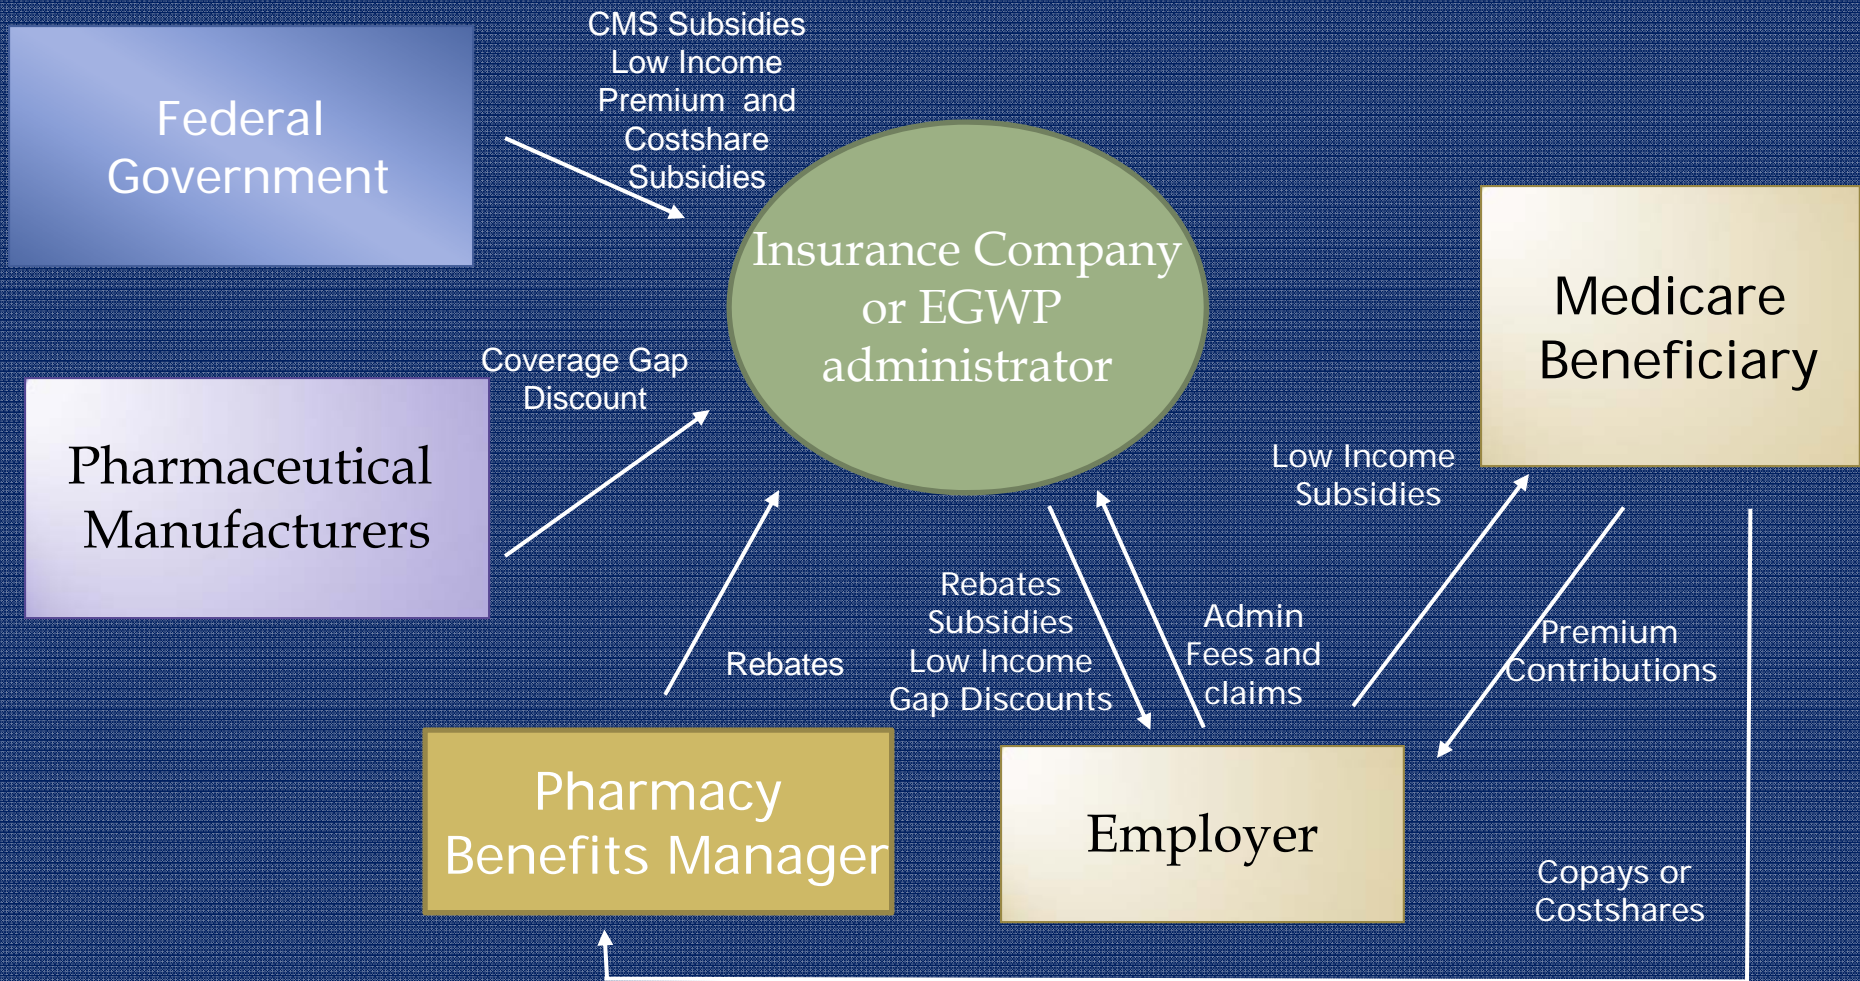 CMS Subsidies
Low Income
Premium and
Costshare
Subsidies
Federal
Government
Insurance Company
or EGWP
administrator
Medicare
Beneficiary
Coverage Gap
Discount
Pharmaceutical
Manufacturers
Low Income
Subsidies
Rebates
Subsidies
Low Income
Gap Discounts
Admin
Fees and
claims
Premium
Contributions
Rebates
Pharmacy
Benefits Manager
Employer
Copays or
Costshares